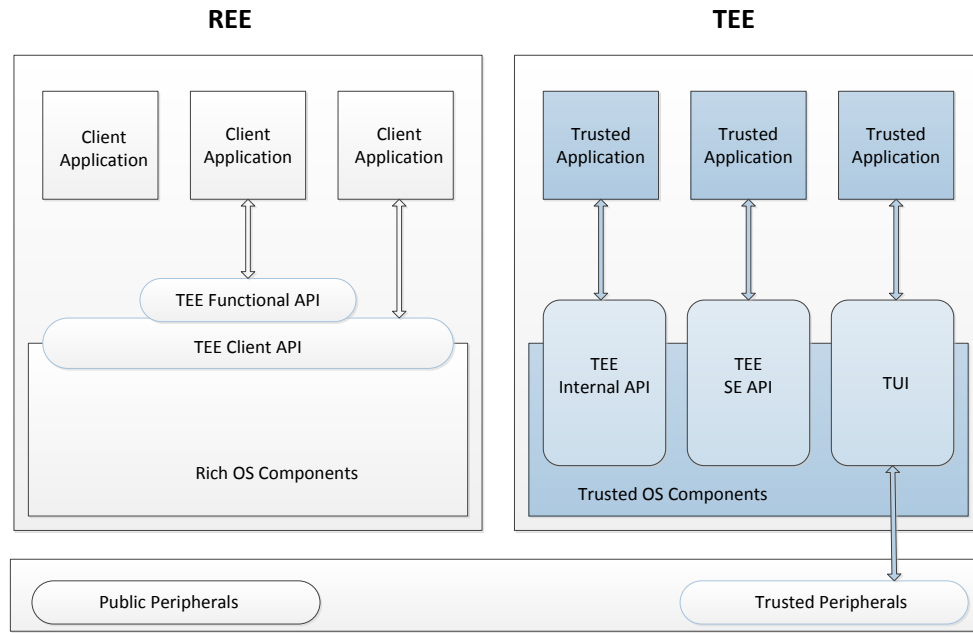 REE
TEE
Client
Application
Client
Application
Client
Application
Trusted
Application
Trusted
Application
Trusted
Application
TEE Functional API
TEE Client API
Rich OS Components
TEE
Internal API
TEE
SE API
TUI
Trusted OS Components
Public Peripherals
Trusted Peripherals